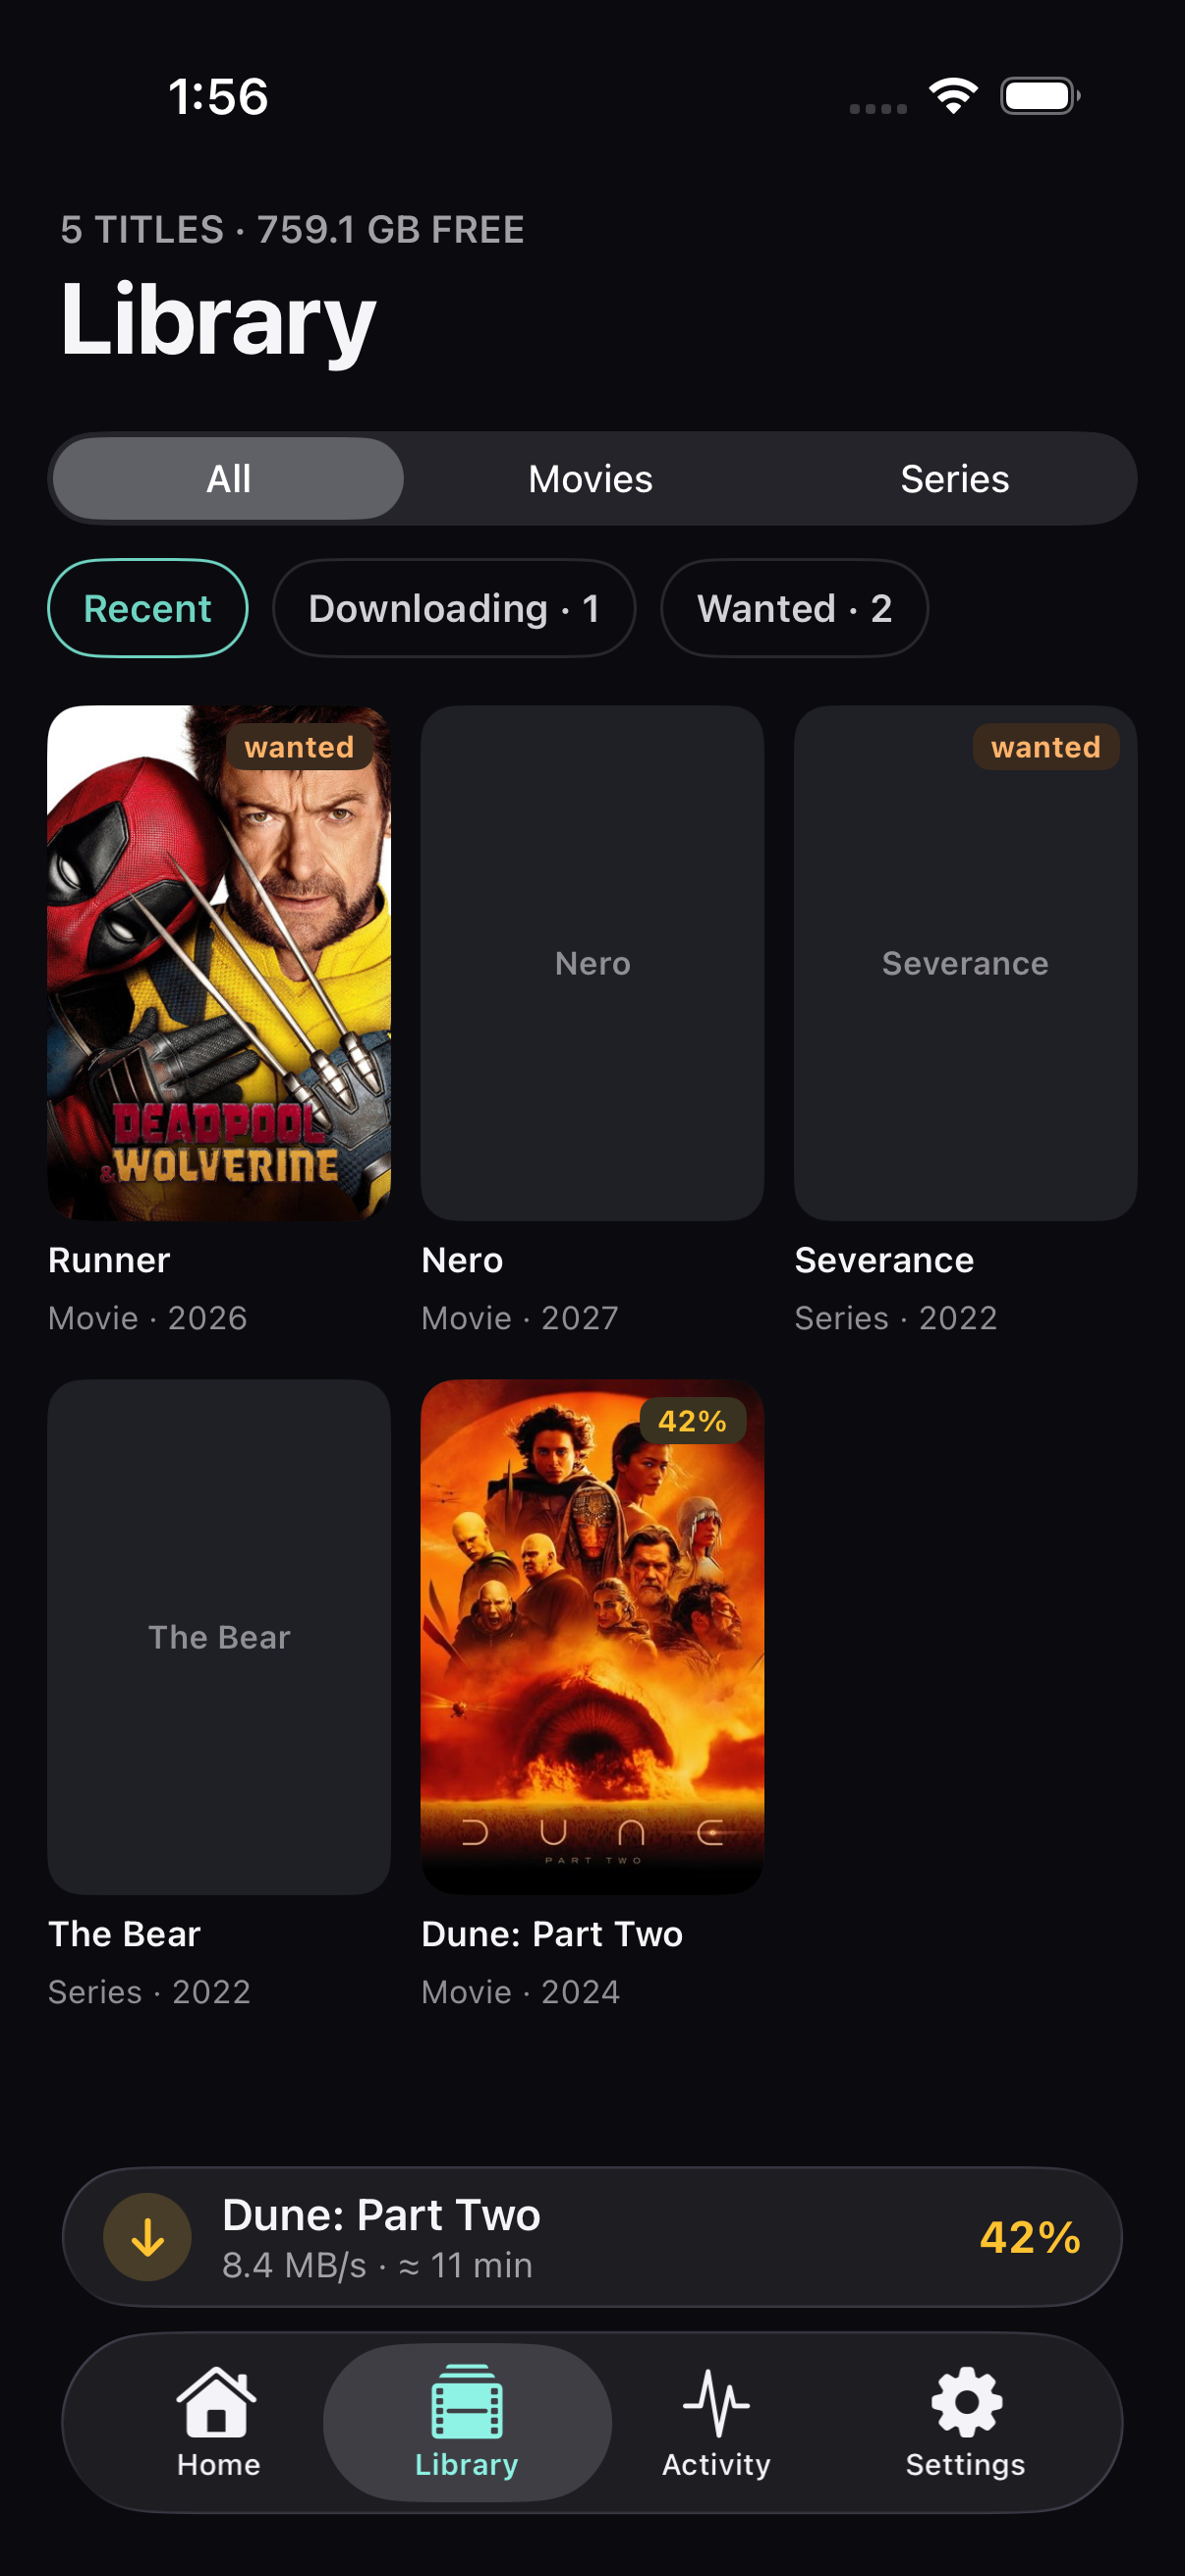 1:56
5 TITLES · 759.1 GB FREE
Library
All Movies Series
Recent Downloading · 1 Wanted · 2
wanted wanted
Nero Severance
DEADPOOL
&WOLVERINE
Runner Nero Severance
Movie · 2026 Movie · 2027 Series · 2022
42%
The Bear
DUNE
PART TWO
The Bear Dune: Part Two
Series · 2022 Movie · 2024
Dune: Part Two
8.4 MB/s · ≈ 11 min
42%
Home Library Activity Settings